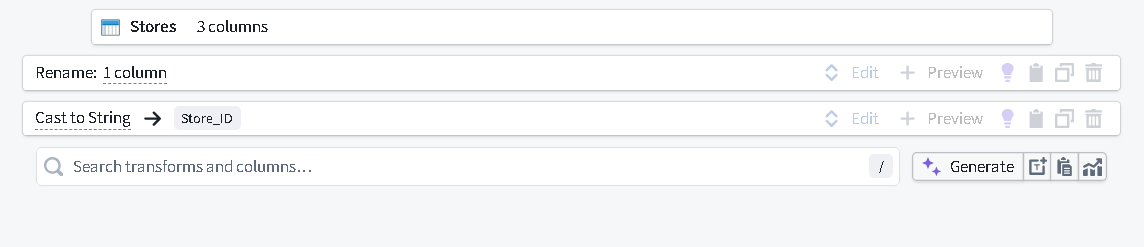 Stores 3 columns
Rename: 1 column Edit Preview
Cast to String → Store_ID Edit Preview
Search transforms and columns... / Generate